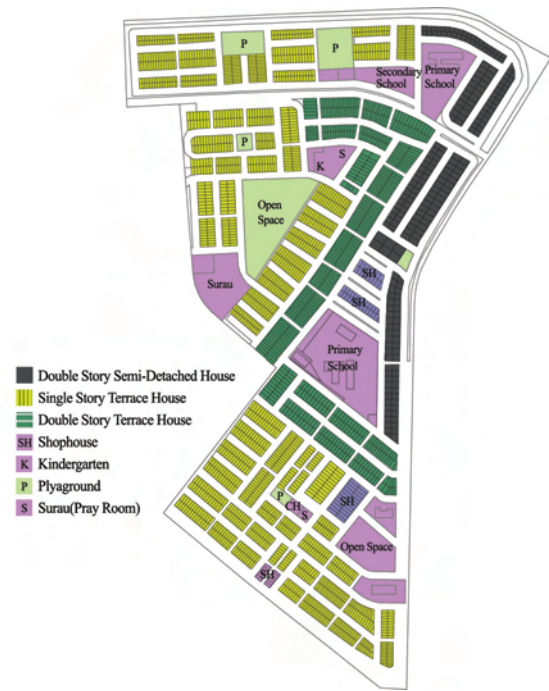 P
P
Secondary
School
Primary
School
P
S
K
Open
Space
Surau
SH
SH
Primary
School
Double Story Semi-Detached House
Single Story Terrace House
Double Story Terrace House
SH Shophouse
K Kindergarten
P Plyaground
S Surau(Pray Room)
P
CH
S
SH
Open Space
SH